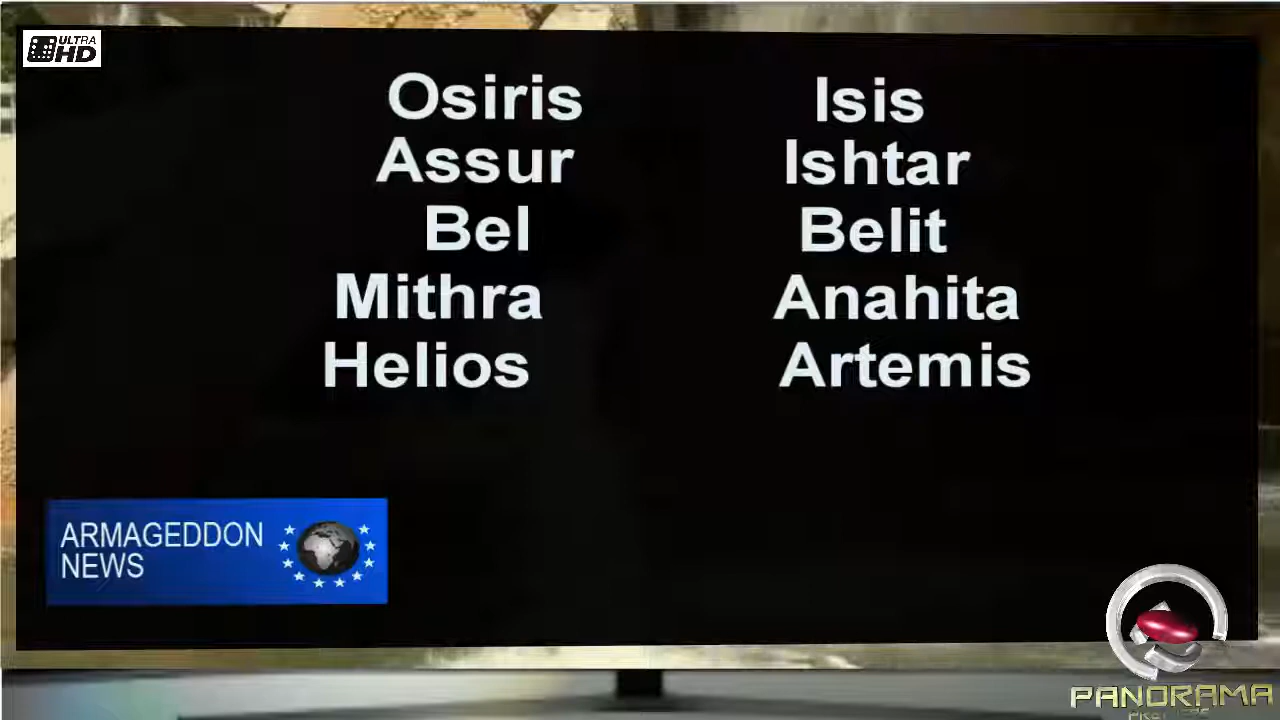 ULTRA
HD
Osiris Isis
Assur Ishtar
Bel Belit
Mithra Anahita
Helios Artemis
ARMAGEDDON
NEWS
PANORAMA